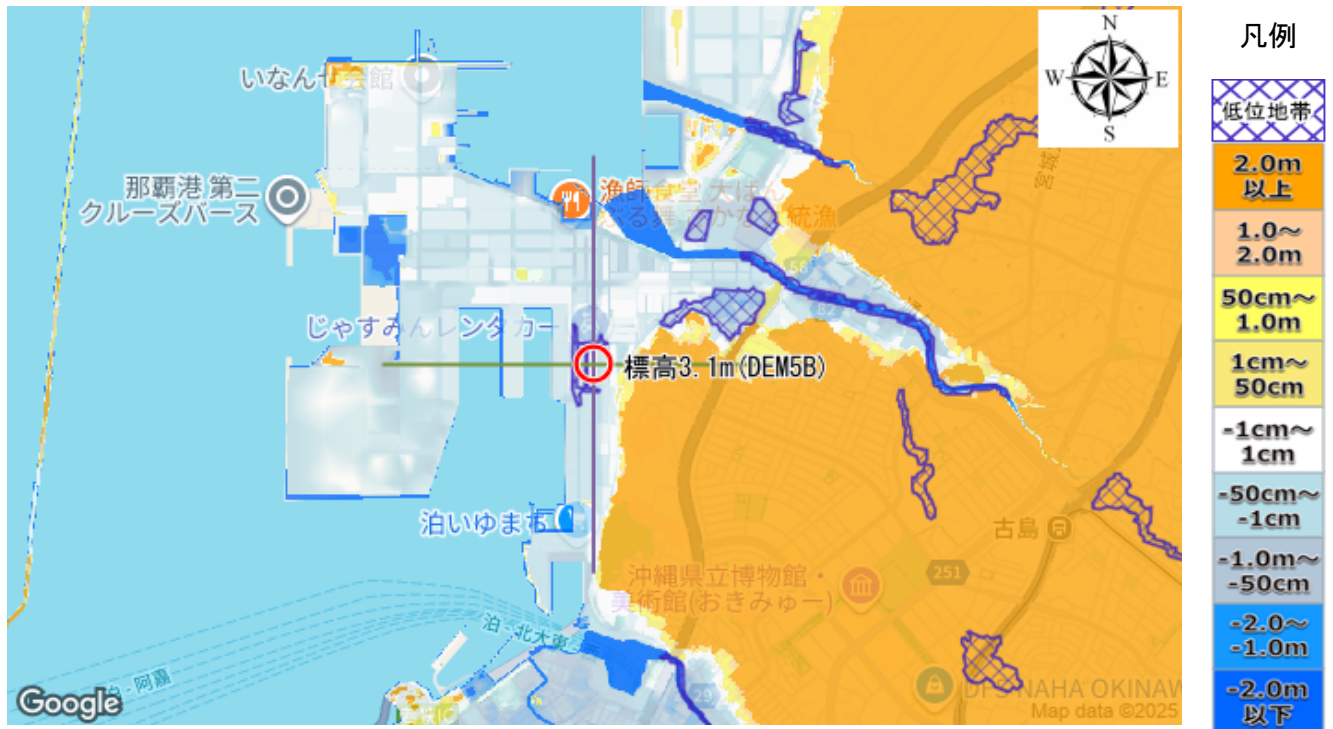 いなんせ会館
那覇港 第二
クルーズバース
漁師食堂 大ばん
ぶる舞
統漁
58
82
じゃすみんレンタカー
標高3.1m(DEM5B)
泊いゆまち
古島
251
沖縄県立博物館・
美術館(おきみゅー)
泊 - 北大東
泊 - 阿嘉
29
DFS NAHA OKINAW
Google
Map data ©2025
N
W
E
S
凡例
低位地帯
2.0m
以上
1.0～
2.0m
50cm～
1.0m
1cm～
50cm
-1cm～
1cm
-50cm～
-1cm
-1.0m～
-50cm
-2.0～
-1.0m
-2.0m
以下